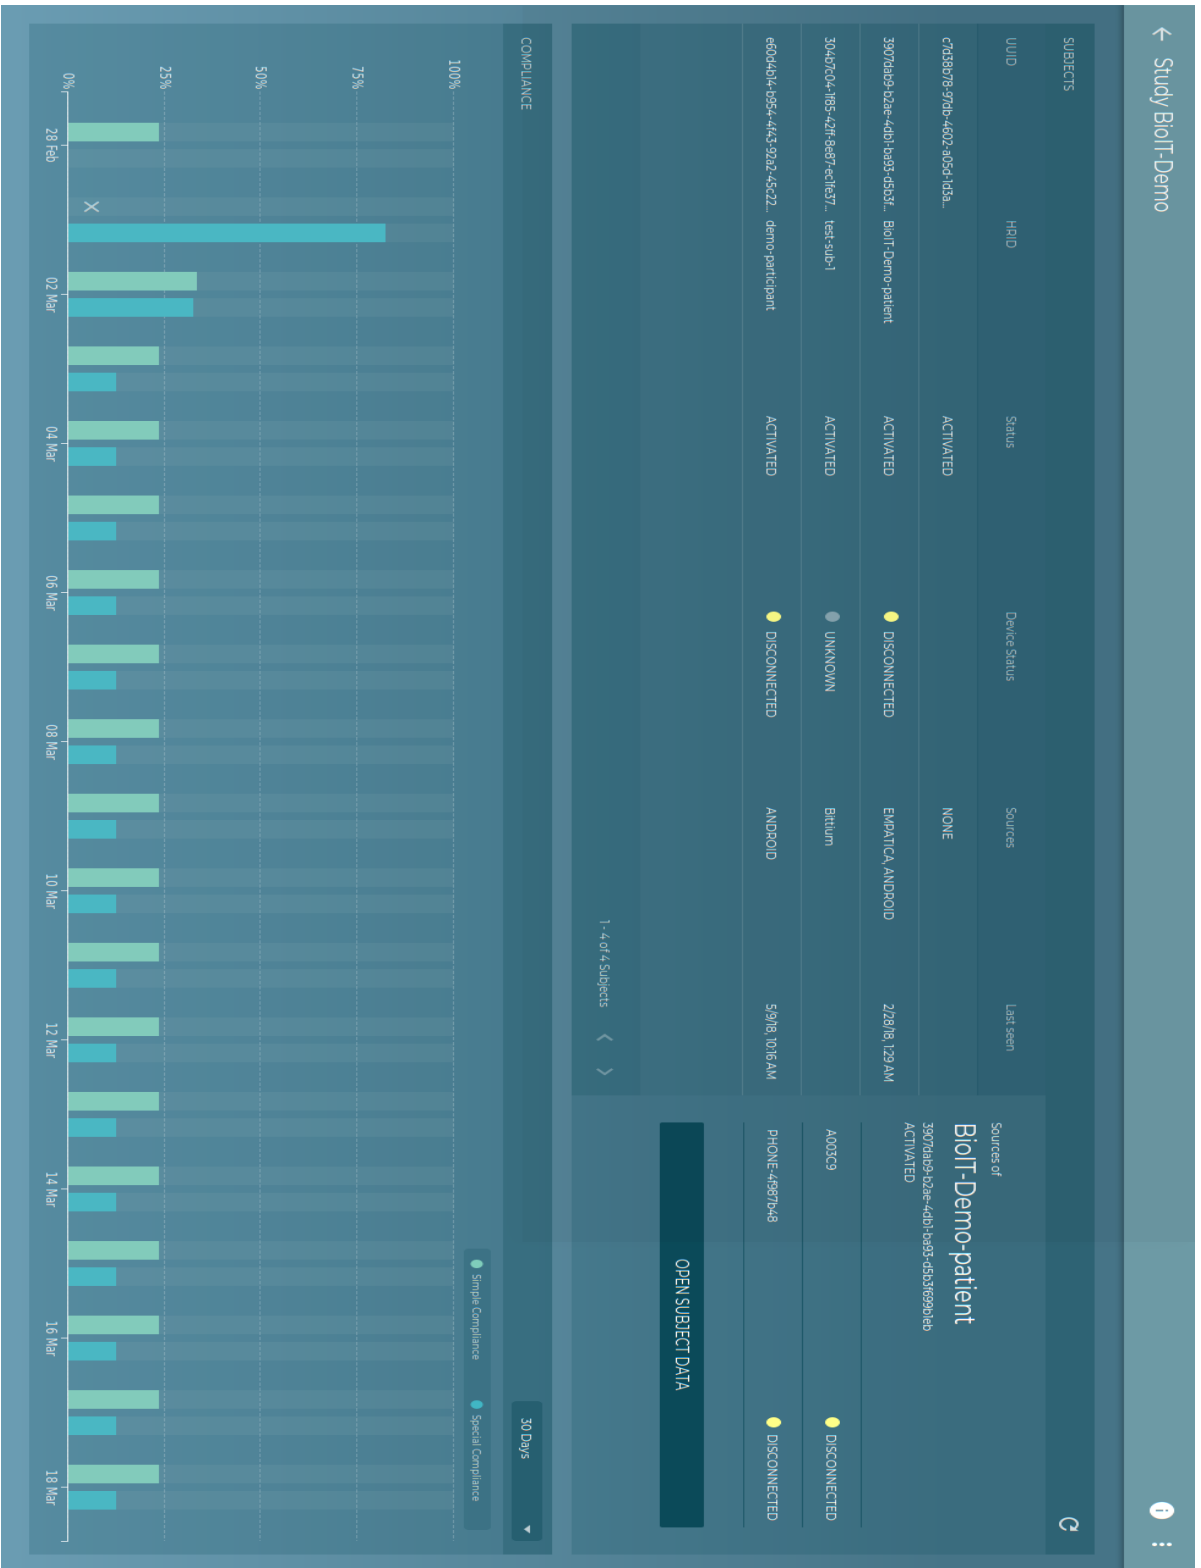 ← Study BioIT-Demo
SUBJECTS
UUID HRID Status Device Status Sources Last seen
c7d38b78-97db-4602-a05d-1d3a... ACTIVATED NONE
3907dab9-b2ae-4db1-ba93-d5b3f... BioIT-Demo-patient ACTIVATED DISCONNECTED EMPATICA, ANDROID 2/28/18, 1:29 AM
304b7c04-1f85-42ff-8e87-ec1fe37... test-sub-1 ACTIVATED UNKNOWN Bittium
e60d4b14-b954-4f43-92a2-45c22... demo-participant ACTIVATED DISCONNECTED ANDROID 5/9/18, 10:16 AM
1 - 4 of 4 Subjects < >
Sources of
BioIT-Demo-patient
3907dab9-b2ae-4db1-ba93-d5b3f699b1eb
ACTIVATED
A003C9 DISCONNECTED
PHONE-4f987b48 DISCONNECTED
OPEN SUBJECT DATA
COMPLIANCE 30 Days
Simple Compliance Special Compliance
100%
75%
50%
25%
0%
X
28 Feb 02 Mar 04 Mar 06 Mar 08 Mar 10 Mar 12 Mar 14 Mar 16 Mar 18 Mar